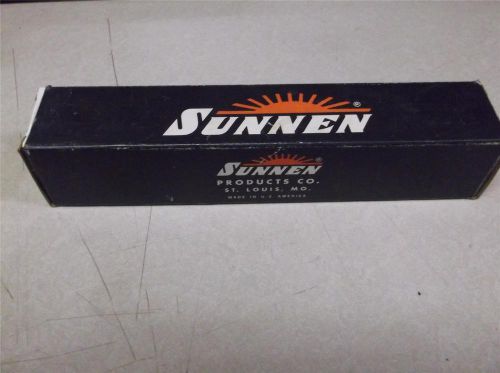 SUNNEN®
SUNNEN®
PRODUCTS CO.
ST. LOUIS, MO.
MADE IN U.S. AMERICA